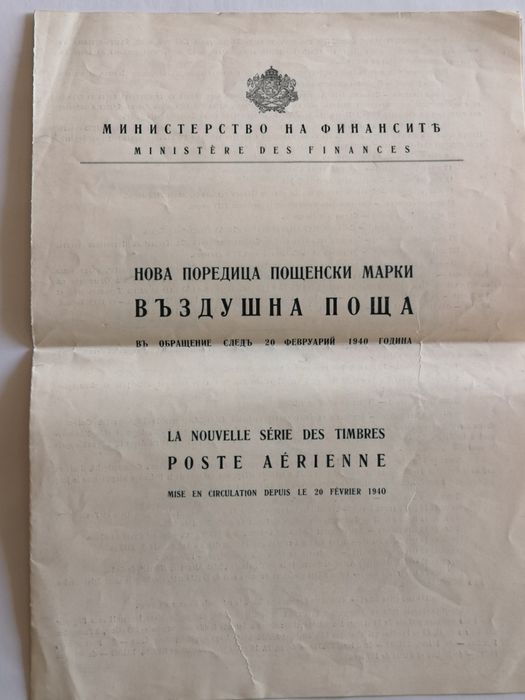 МИНИСТЕРСТВО НА ФИНАНСИТѢ
MINISTÈRE DES FINANCES
НОВА ПОРЕДИЦА ПОЩЕНСКИ МАРКИ
ВЪЗДУШНА ПОЩА
ВЪ ОБРАЩЕНИЕ СЛЕДЪ 20 ФЕВРУАРИЙ 1940 ГОДИНА
LA NOUVELLE SÉRIE DES TIMBRES
POSTE AÉRIENNE
MISE EN CIRCULATION DEPUIS LE 20 FÉVRIER 1940